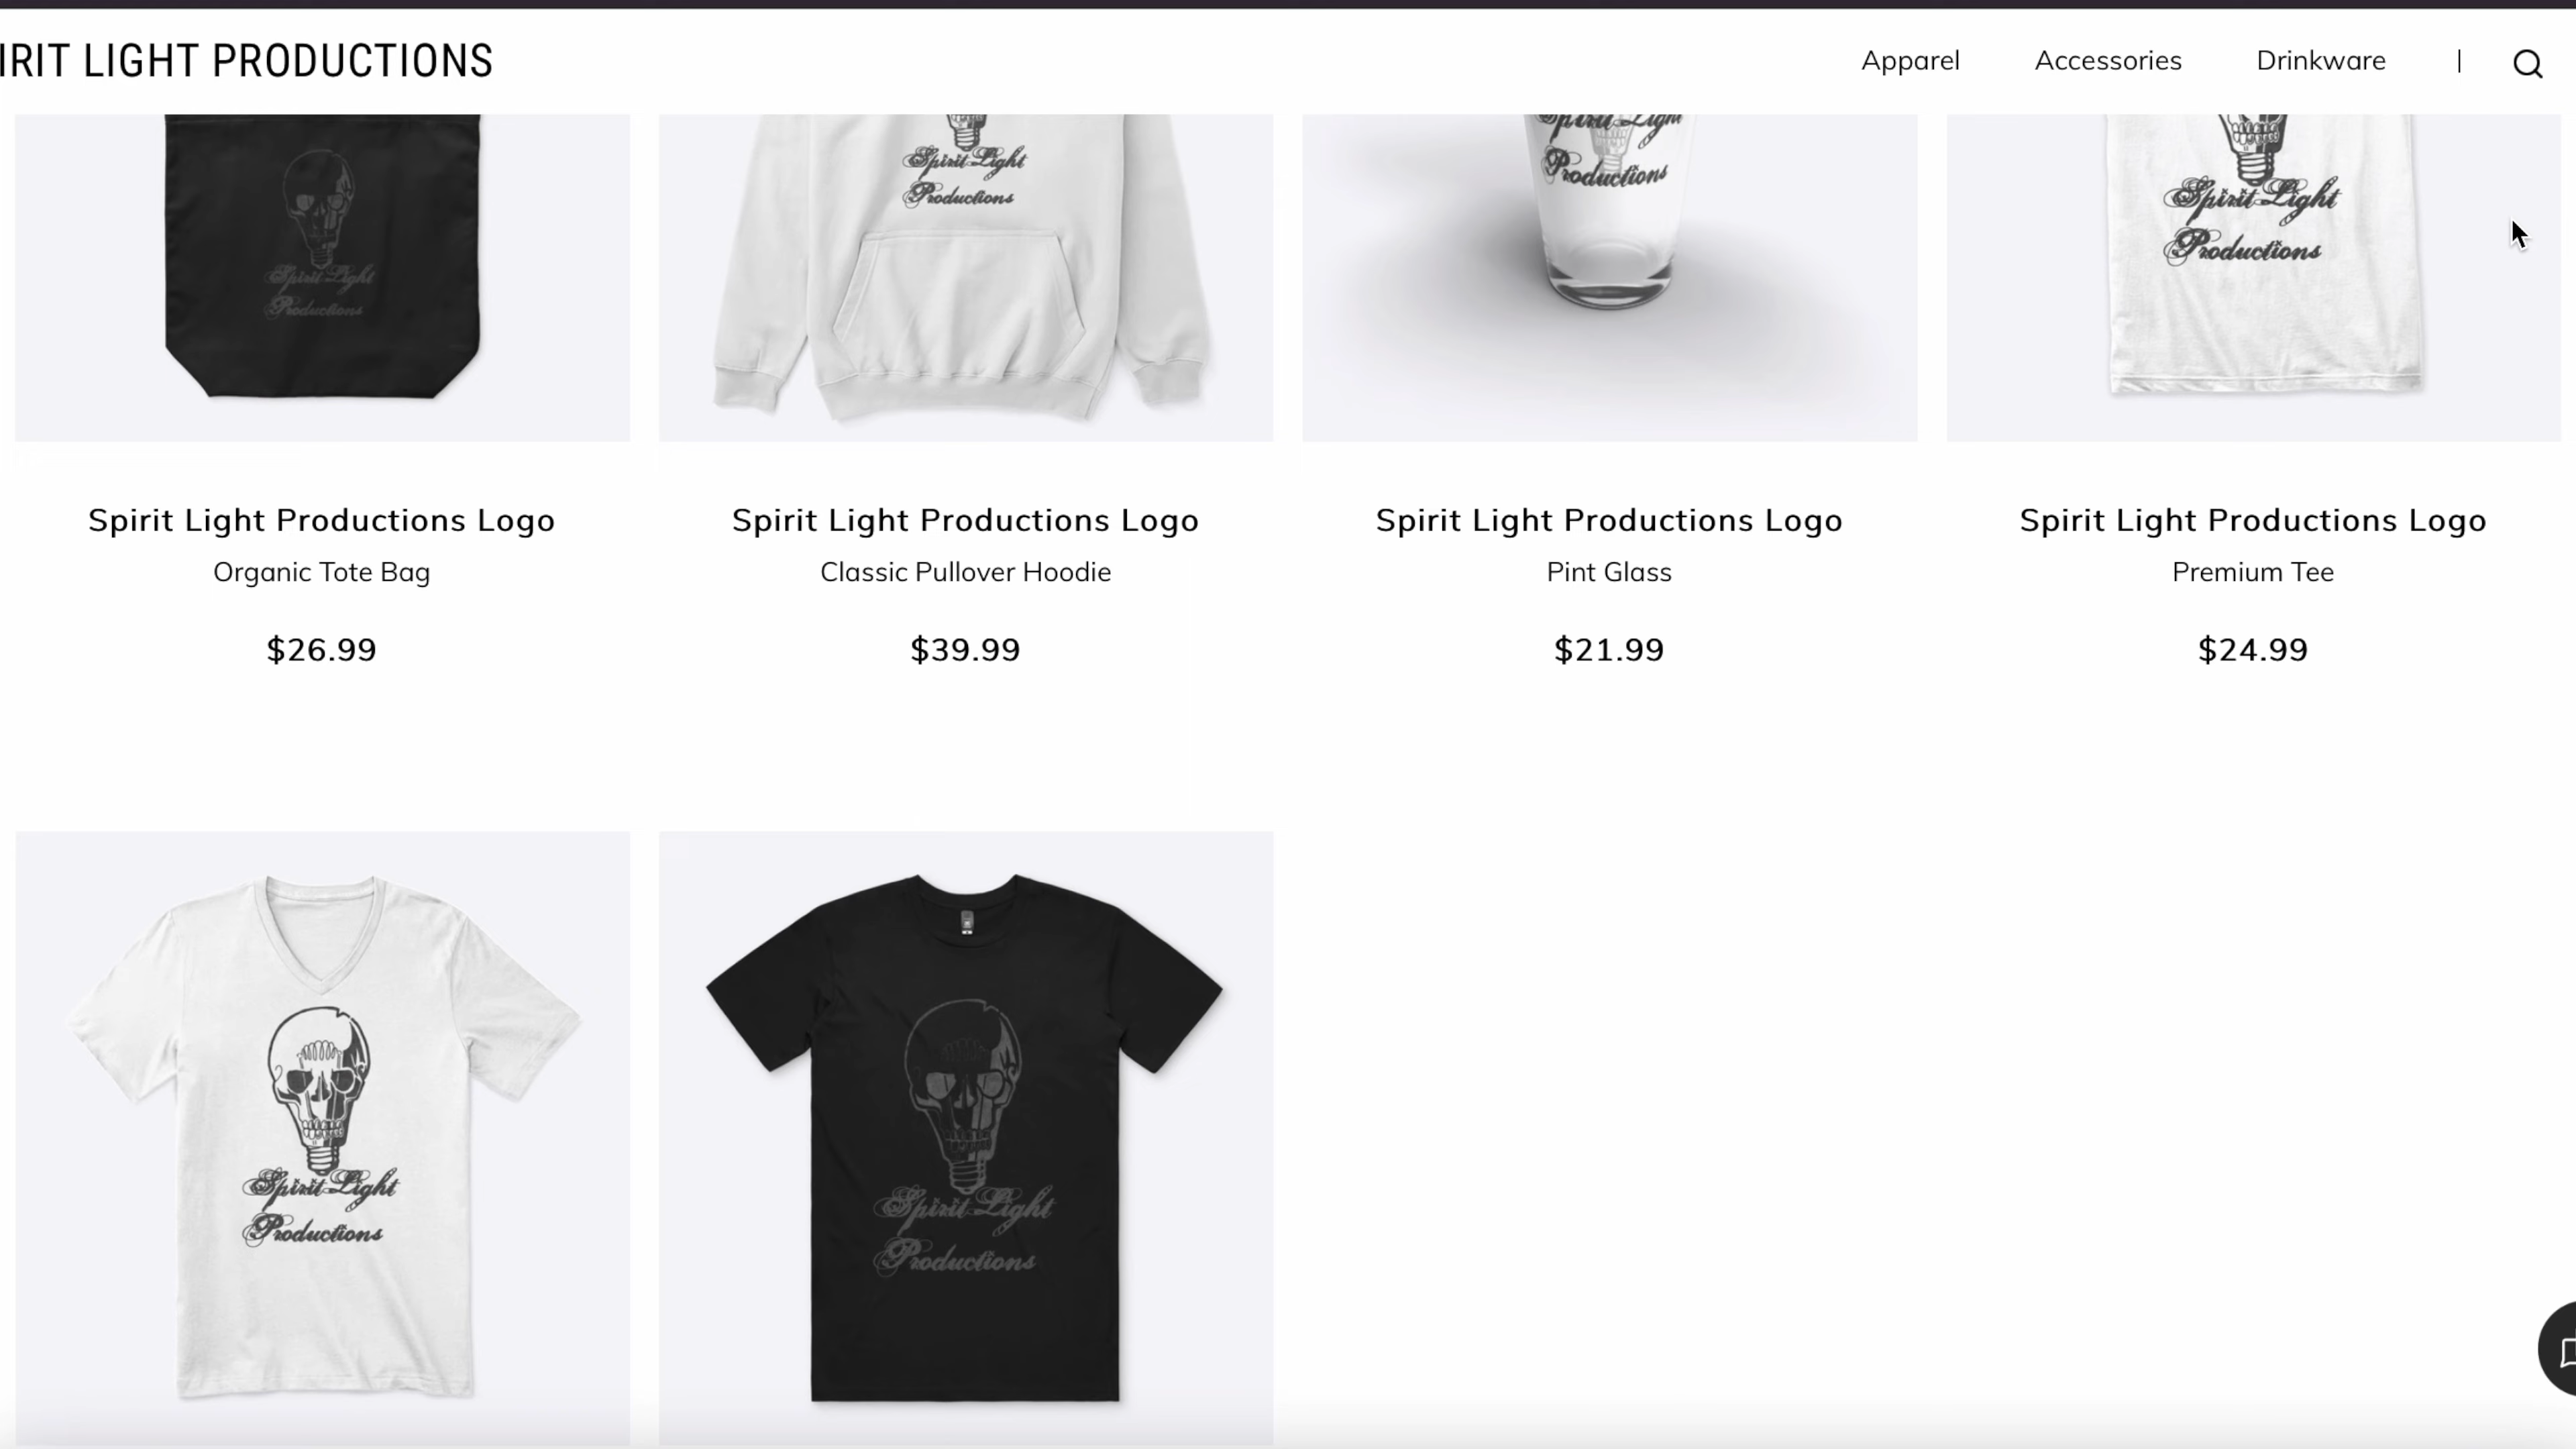 IRIT LIGHT PRODUCTIONS
Apparel Accessories Drinkware |
Spirit Light
Productions
Spirit Light
Productions
Spirit Light
Productions
Spirit Light
Productions
Spirit Light Productions Logo
Organic Tote Bag
$26.99
Spirit Light Productions Logo
Classic Pullover Hoodie
$39.99
Spirit Light Productions Logo
Pint Glass
$21.99
Spirit Light Productions Logo
Premium Tee
$24.99
Spirit Light
Productions
Spirit Light
Productions